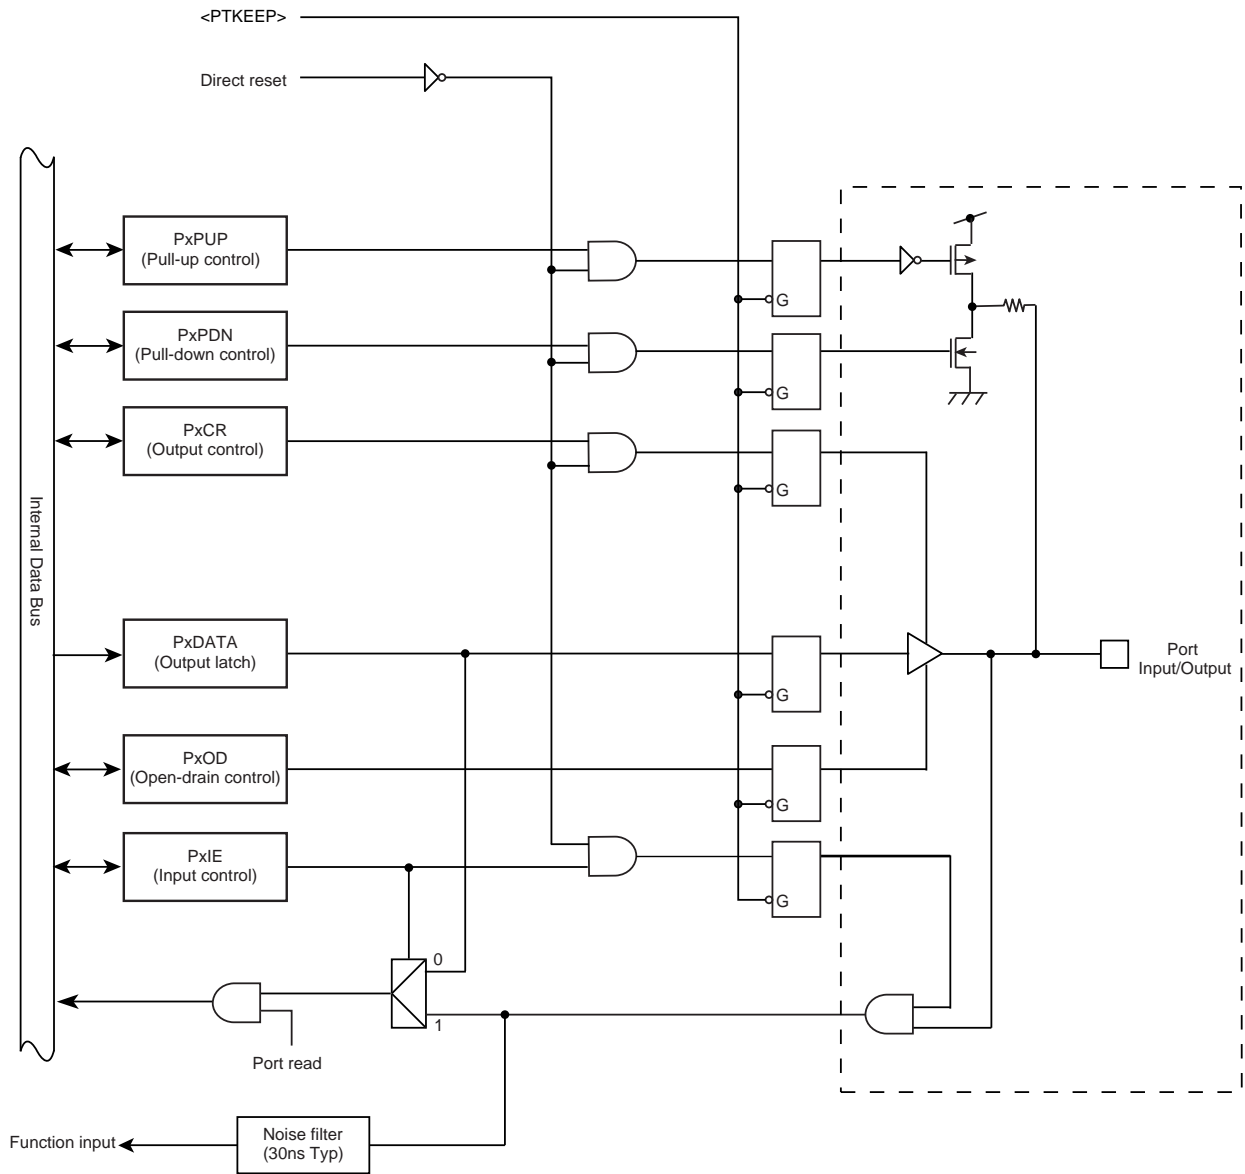 <PTKEEP>
Direct reset
PxPUP
(Pull-up control)
G
PxPDN
(Pull-down control)
G
PxCR
(Output control)
G
Internal Data Bus
PxDATA
(Output latch)
G
Port
Input/Output
PxOD
(Open-drain control)
G
PxIE
(Input control)
G
0
1
Port read
Noise filter
(30ns Typ)
Function input